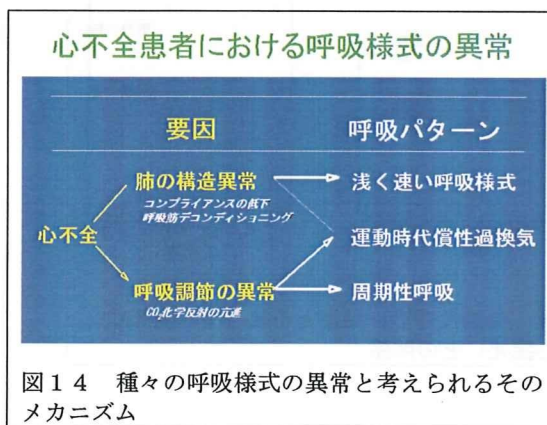 心不全患者における呼吸様式の異常
要因 呼吸パターン
肺の構造異常 浅く速い呼吸様式
コンプライアンスの低下
呼吸筋デコンディショニング
心不全 運動時代償性過換気
呼吸調節の異常 周期性呼吸
CO₂化学反射の亢進
図14 種々の呼吸様式の異常と考えられるその
メカニズム